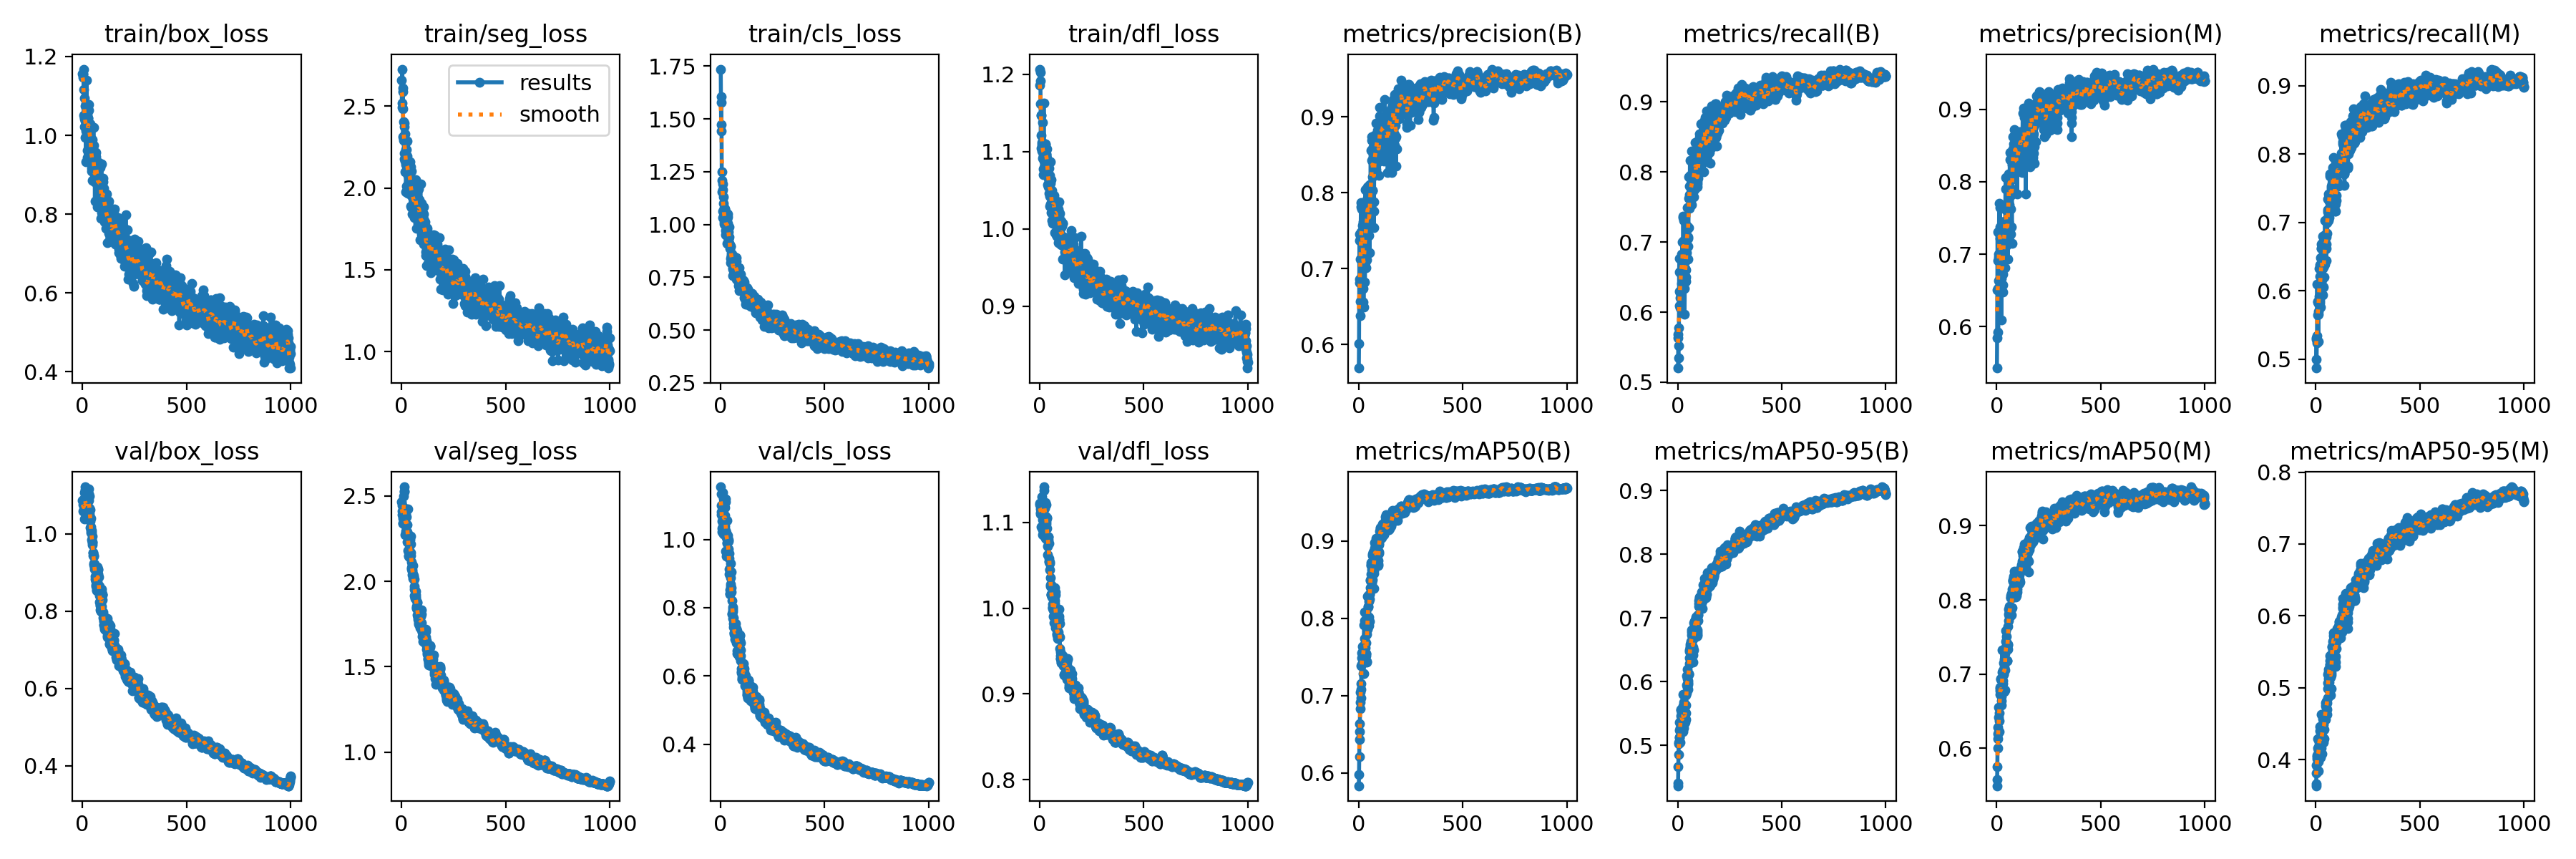 train/box_loss
1.2
1.0
0.8
0.6
0.4
0 500 1000
train/seg_loss
results
smooth
2.5
2.0
1.5
1.0
0 500 1000
train/cls_loss
1.75
1.50
1.25
1.00
0.75
0.50
0.25
0 500 1000
train/dfl_loss
1.2
1.1
1.0
0.9
0 500 1000
metrics/precision(B)
0.9
0.8
0.7
0.6
0 500 1000
metrics/recall(B)
0.9
0.8
0.7
0.6
0.5
0 500 1000
metrics/precision(M)
0.9
0.8
0.7
0.6
0 500 1000
metrics/recall(M)
0.9
0.8
0.7
0.6
0.5
0 500 1000
val/box_loss
1.0
0.8
0.6
0.4
0 500 1000
val/seg_loss
2.5
2.0
1.5
1.0
0 500 1000
val/cls_loss
1.0
0.8
0.6
0.4
0 500 1000
val/dfl_loss
1.1
1.0
0.9
0.8
0 500 1000
metrics/mAP50(B)
0.9
0.8
0.7
0.6
0 500 1000
metrics/mAP50-95(B)
0.9
0.8
0.7
0.6
0.5
0 500 1000
metrics/mAP50(M)
0.9
0.8
0.7
0.6
0 500 1000
metrics/mAP50-95(M)
0.8
0.7
0.6
0.5
0.4
0 500 1000